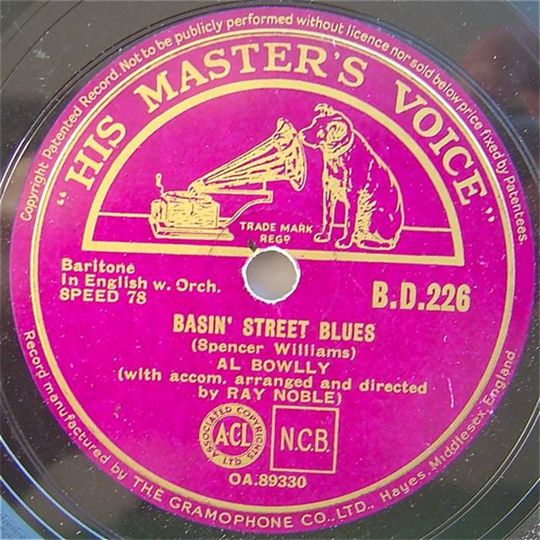 Copyright Patented Record. Not to be publicly performed without licence nor sold below price fixed by Patentees.
"HIS MASTER'S VOICE"
TRADE MARK
REGD
Baritone
In English w. Orch.
SPEED 78
B.D.226
BASIN' STREET BLUES
(Spencer Williams)
AL BOWLLY
(with accom. arranged and directed
by RAY NOBLE)
ASSOCIATED COPYRIGHTS LTD
ACL
N.C.B.
OA.89330
Record manufactured by THE GRAMOPHONE CO., LTD., Hayes, Middlesex, England